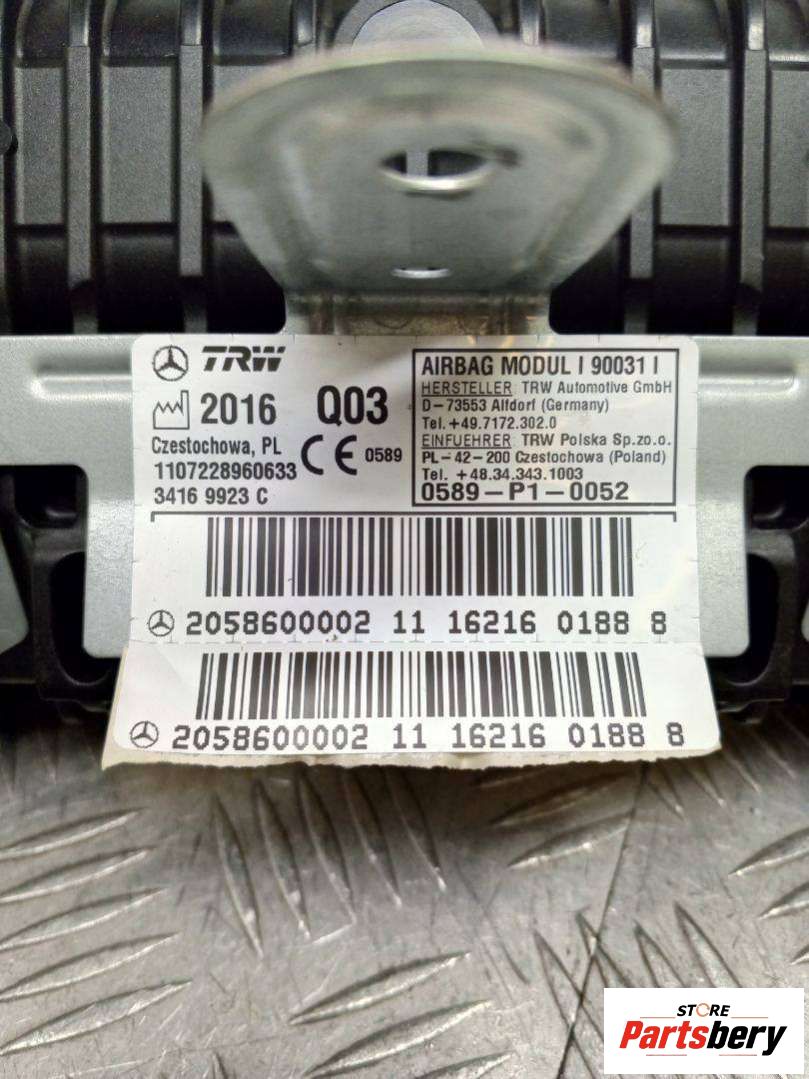 TRW
2016 Q03
Czestochowa, PL
1107228960633
3416 9923 C
CE 0589
AIRBAG MODUL I 90031 I
HERSTELLER: TRW Automotive GmbH
D-73553 Alfdorf (Germany)
Tel.+49.7172.302.0
EINFUEHRER: TRW Polska Sp.zo.o.
PL-42-200 Czestochowa (Poland)
Tel. +48.34.343.1003
0589-P1-0052
2058600002 11 16216 0188 8
2058600002 11 16216 0188 8
STORE
Partsbery